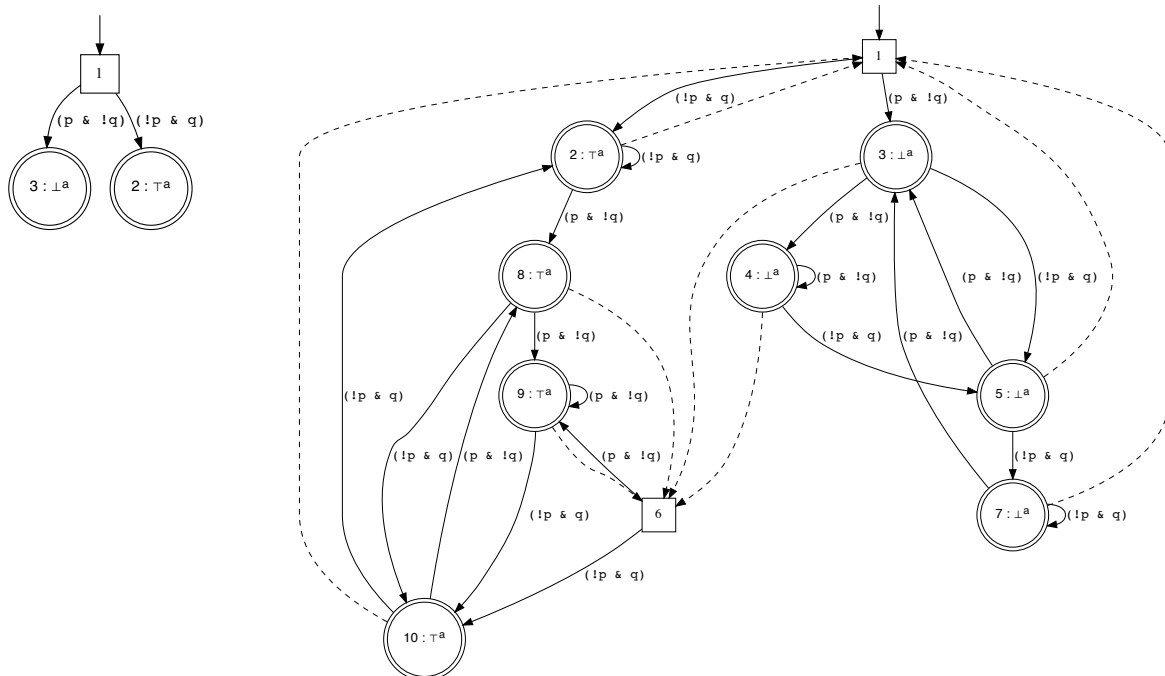 1
(p & !q) (!p & q)
3 : ⊥a 2 : ⊤a
1
(!p & q) (p & !q)
2 : ⊤a (!p & q) 3 : ⊥a
(p & !q) (p & !q)
8 : ⊤a 4 : ⊥a (p & !q) (p & !q) (!p & q)
(p & !q) (!p & q) (p & !q)
9 : ⊤a (p & !q) 5 : ⊥a
(!p & q)
(!p & q) (p & !q) (p & !q) (!p & q)
6 7 : ⊥a (!p & q)
(!p & q)
(!p & q)
10 : ⊤a